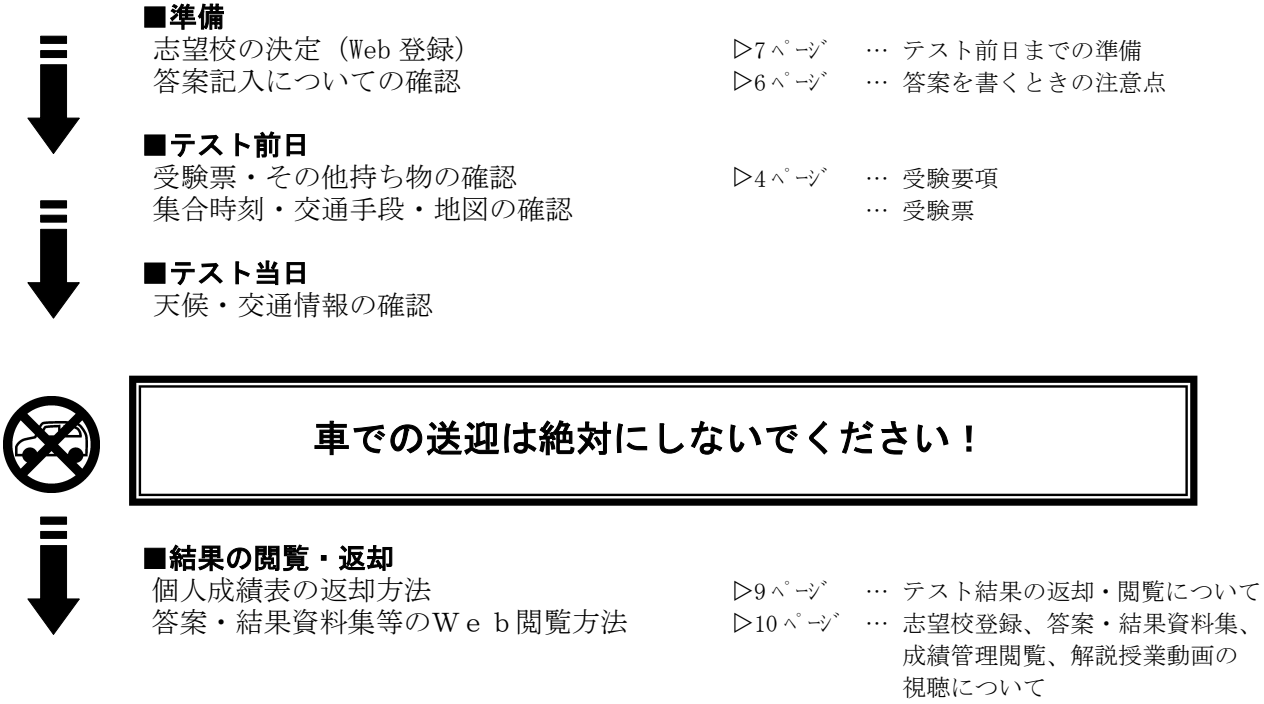 ■準備
志望校の決定（Web 登録） ▷7ページ … テスト前日までの準備
答案記入についての確認 ▷6ページ … 答案を書くときの注意点
■テスト前日
受験票・その他持ち物の確認 ▷4ページ … 受験要項
集合時刻・交通手段・地図の確認 … 受験票
■テスト当日
天候・交通情報の確認
車での送迎は絶対にしないでください！
■結果の閲覧・返却
個人成績表の返却方法 ▷9ページ … テスト結果の返却・閲覧について
答案・結果資料集等のＷｅｂ閲覧方法 ▷10ページ … 志望校登録、答案・結果資料集、
成績管理閲覧、解説授業動画の
視聴について